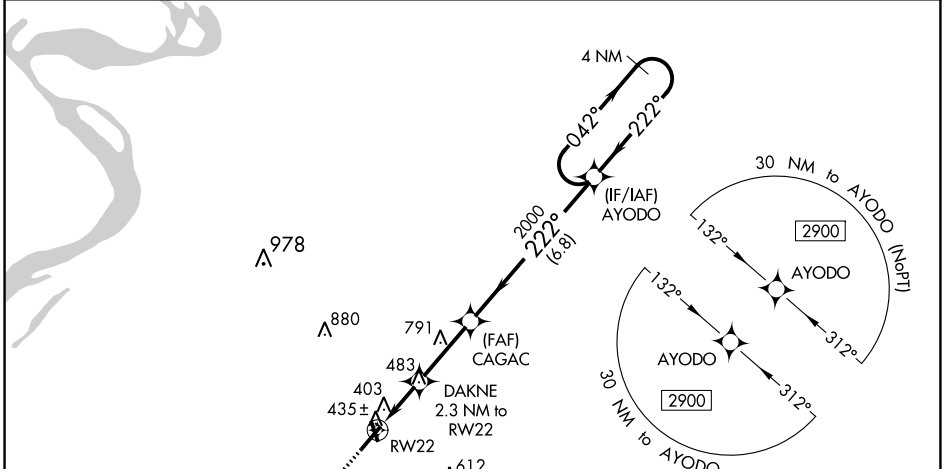 4 NM
042°
222°
(IF/IAF)
AYODO
30 NM to AYODO (NoPT)
2900
132°
AYODO
312°
2000
222°
(6.8)
978
880
791
(FAF)
CAGAC
132°
AYODO
312°
2900
30 NM to AYODO
483
DAKNE
2.3 NM to
RW22
403
435±
RW22
612